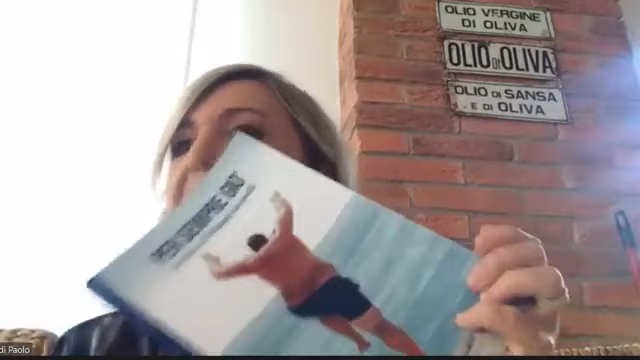 OLIO VERGINE
DI OLIVA
OLIO DI OLIVA
OLIO DI SANSA
E DI OLIVA
di Paolo